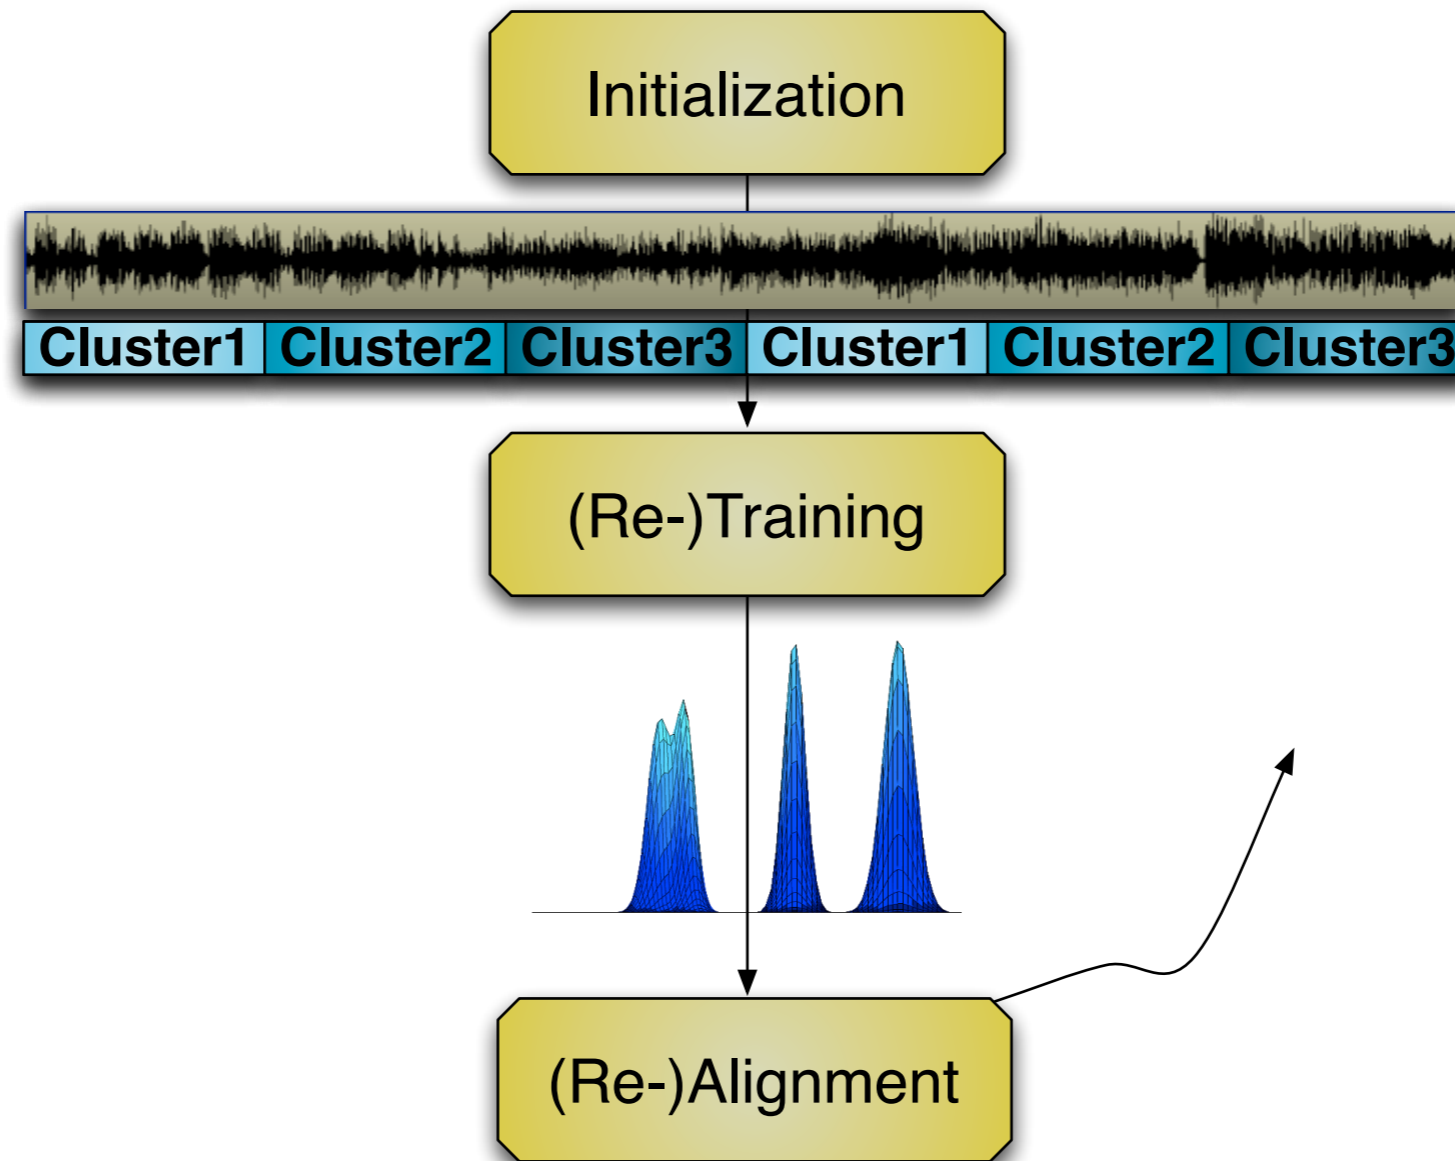 Initialization
Cluster1 Cluster2 Cluster3 Cluster1 Cluster2 Cluster3
(Re-)Training
(Re-)Alignment